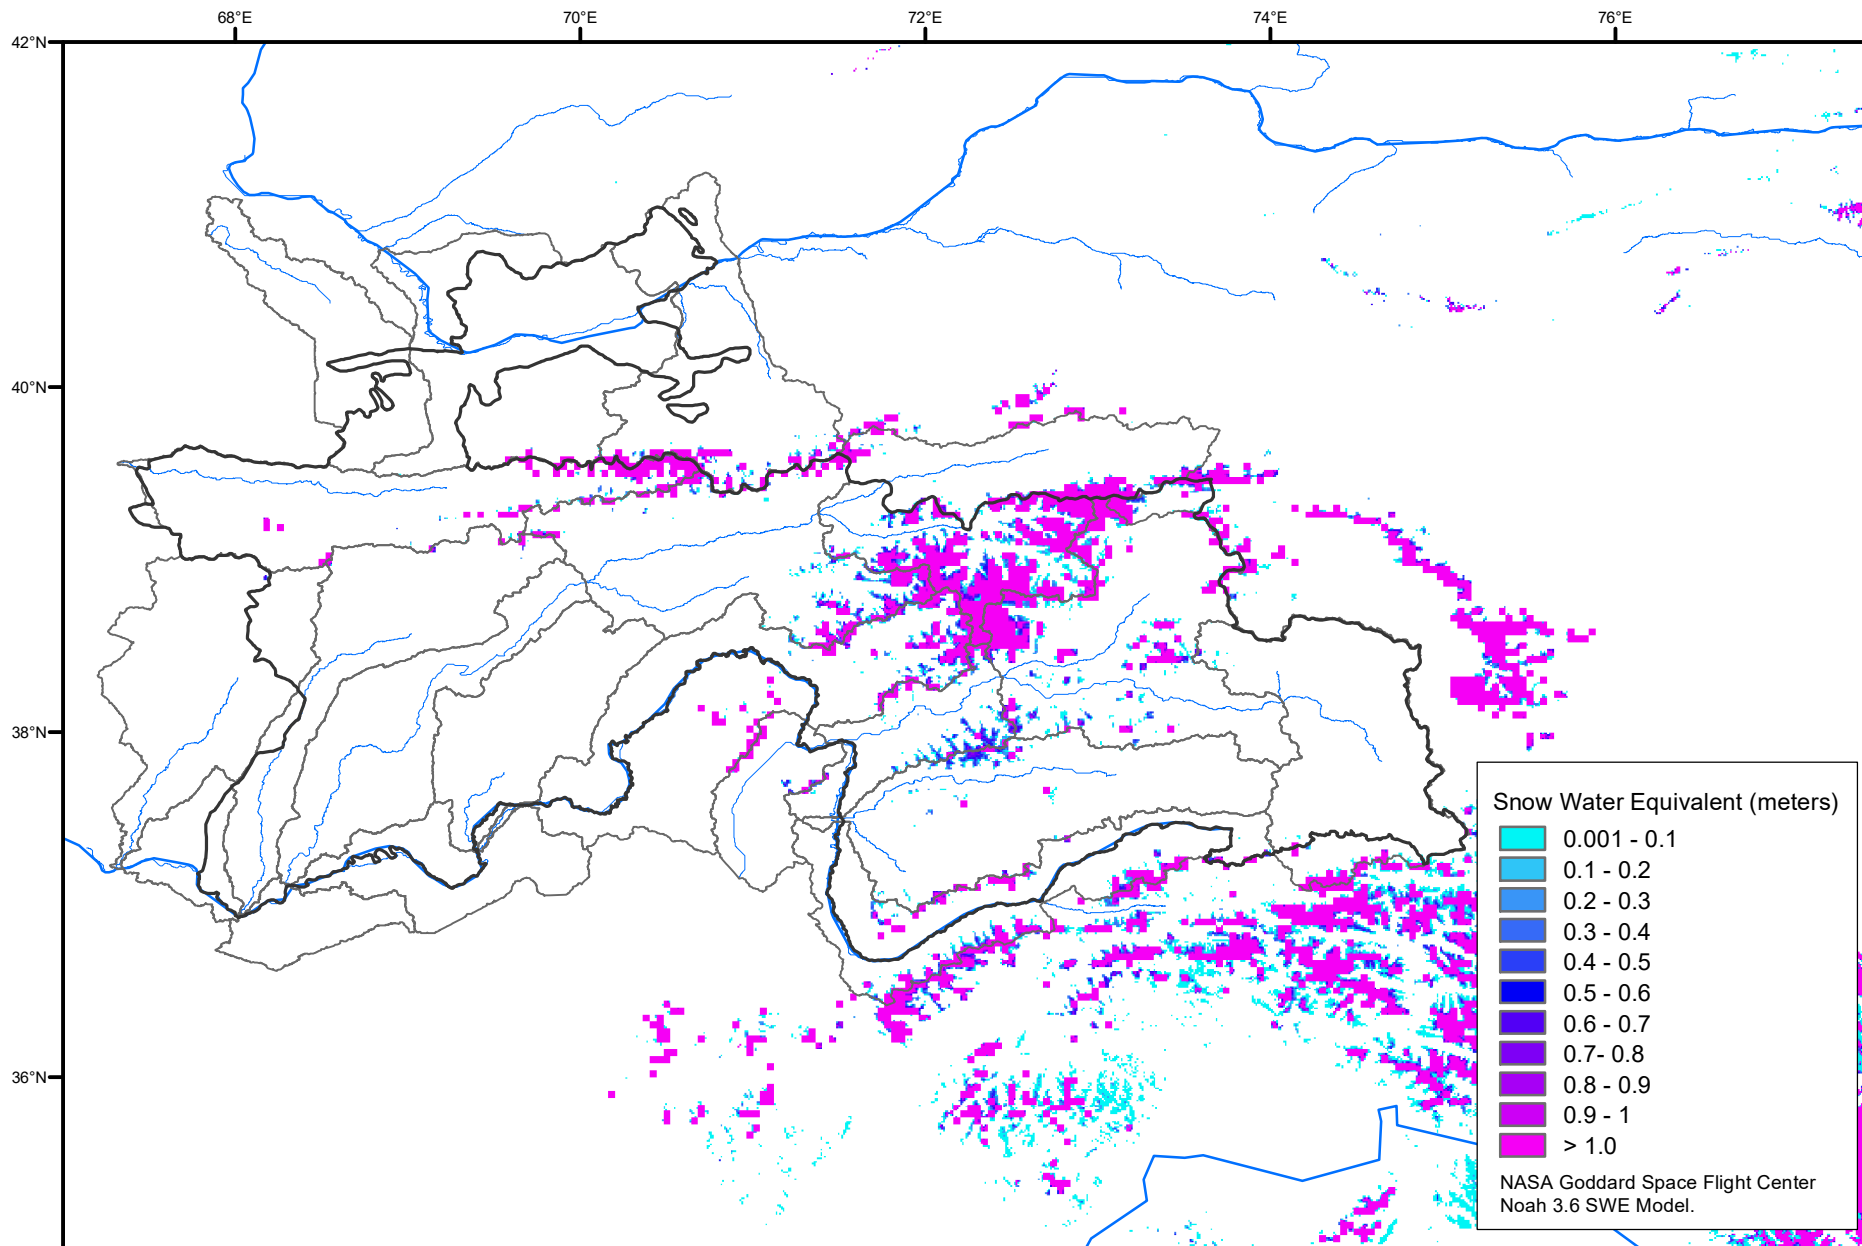 68°E
70°E
72°E
74°E
76°E
42°N
40°N
38°N
36°N
Snow Water Equivalent (meters)
0.001 - 0.1
0.1 - 0.2
0.2 - 0.3
0.3 - 0.4
0.4 - 0.5
0.5 - 0.6
0.6 - 0.7
0.7- 0.8
0.8 - 0.9
0.9 - 1
> 1.0
NASA Goddard Space Flight Center
Noah 3.6 SWE Model.